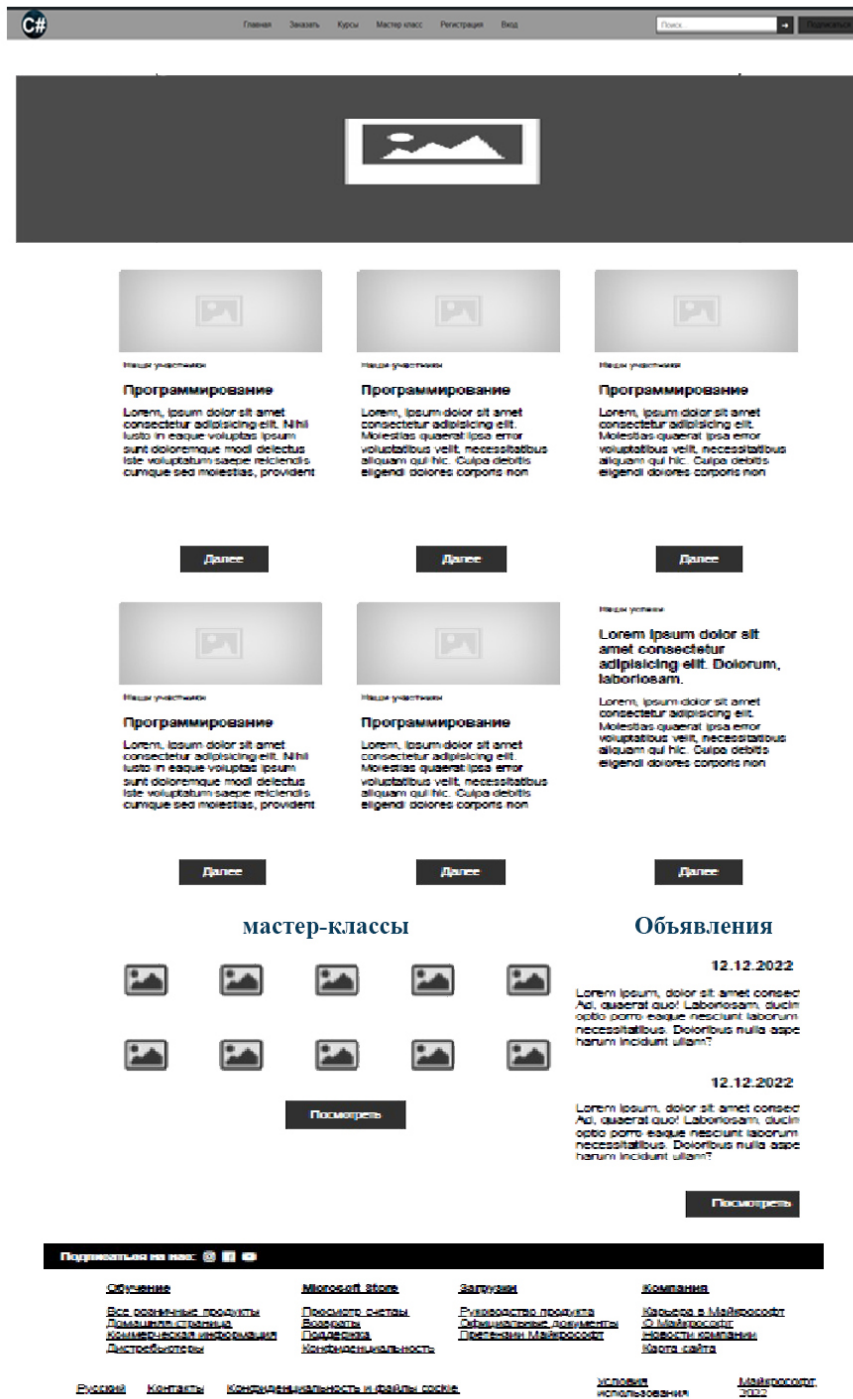 C#
Главная Заказать Курсы Мастер класс Регистрация Вход
Поиск
Подписаться
Наши участники
Программирование
Lorem, ipsum dolor sit amet
consectetur adipisicing elit. Nihil
iusto in eaque voluptas ipsum
sunt doloremque modi delectus
iste voluptatum saepe reiciendis
cumque sed molestias, provident
Далее
Наши участники
Программирование
Lorem, ipsum dolor sit amet
consectetur adipisicing elit.
Molestias quaerat ipsa error
voluptatibus velit, necessitatibus
aliquam qui hic. Culpa debitis
eligendi dolores corporis non
Далее
Наши участники
Программирование
Lorem, ipsum dolor sit amet
consectetur adipisicing elit.
Molestias quaerat ipsa error
voluptatibus velit, necessitatibus
aliquam qui hic. Culpa debitis
eligendi dolores corporis non
Далее
Наши участники
Программирование
Lorem, ipsum dolor sit amet
consectetur adipisicing elit. Nihil
iusto in eaque voluptas ipsum
sunt doloremque modi delectus
iste voluptatum saepe reiciendis
cumque sed molestias, provident
Далее
Наши участники
Программирование
Lorem, ipsum dolor sit amet
consectetur adipisicing elit.
Molestias quaerat ipsa error
voluptatibus velit, necessitatibus
aliquam qui hic. Culpa debitis
eligendi dolores corporis non
Далее
Наши успехи
Lorem ipsum dolor sit
amet consectetur
adipisicing elit. Dolorum,
laboriosam.
Lorem, ipsum dolor sit amet
consectetur adipisicing elit.
Molestias quaerat ipsa error
voluptatibus velit, necessitatibus
aliquam qui hic. Culpa debitis
eligendi dolores corporis non
Далее
мастер-классы
Посмотреть
Объявления
12.12.2022
Lorem ipsum, dolor sit amet consect
Ad, quaerat quo! Laboriosam, ducin
optio porro eaque nesciunt laborum
necessitatibus. Doloribus nulla aspe
harum incidunt ullam?
12.12.2022
Lorem ipsum, dolor sit amet consect
Ad, quaerat quo! Laboriosam, ducin
optio porro eaque nesciunt laborum
necessitatibus. Doloribus nulla aspe
harum incidunt ullam?
Посмотреть
Подписаться на нас:
Обучение
Все розничные продукты
Домашняя страница
Коммерческая информация
Дистребьютеры
Microsoft Store
Просмотр счетаы
Возвраты
Поддержка
Конфиденциальность
Загрузки
Руководство продукта
Официальные документы
Претензии Майкрософт
Компания
Карьера в Майкрософт
О Майкрософт
Новости компании
Карта сайта
Русский Контакты Конфиденциальность и файлы cockie
Условия
использования
Майкрософт,
2022